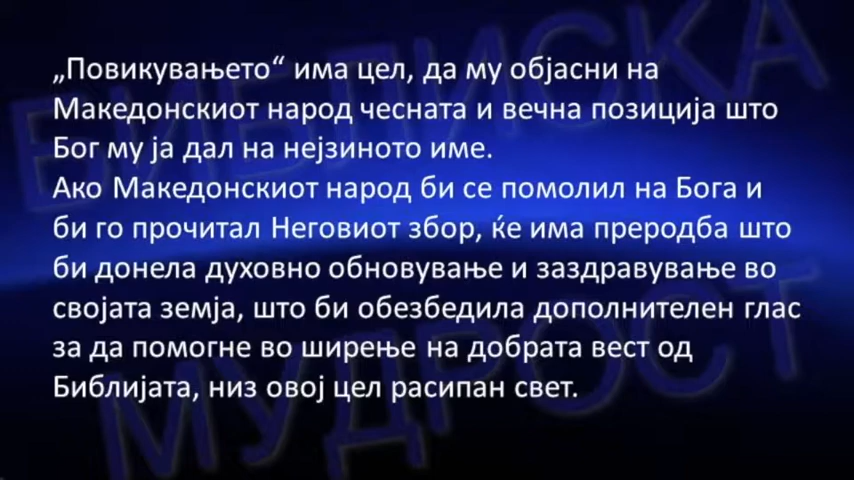 „Повикувањето“ има цел, да му објасни на
Македонскиот народ чесната и вечна позиција што
Бог му ја дал на нејзиното име.
Ако Македонскиот народ би се помолил на Бога и
би го прочитал Неговиот збор, ќе има преродба што
би донела духовно обновување и заздравување во
својата земја, што би обезбедила дополнителен глас
за да помогне во ширење на добрата вест од
Библијата, низ овој цел расипан свет.
БИБЛИСКА
МУДРОСТ